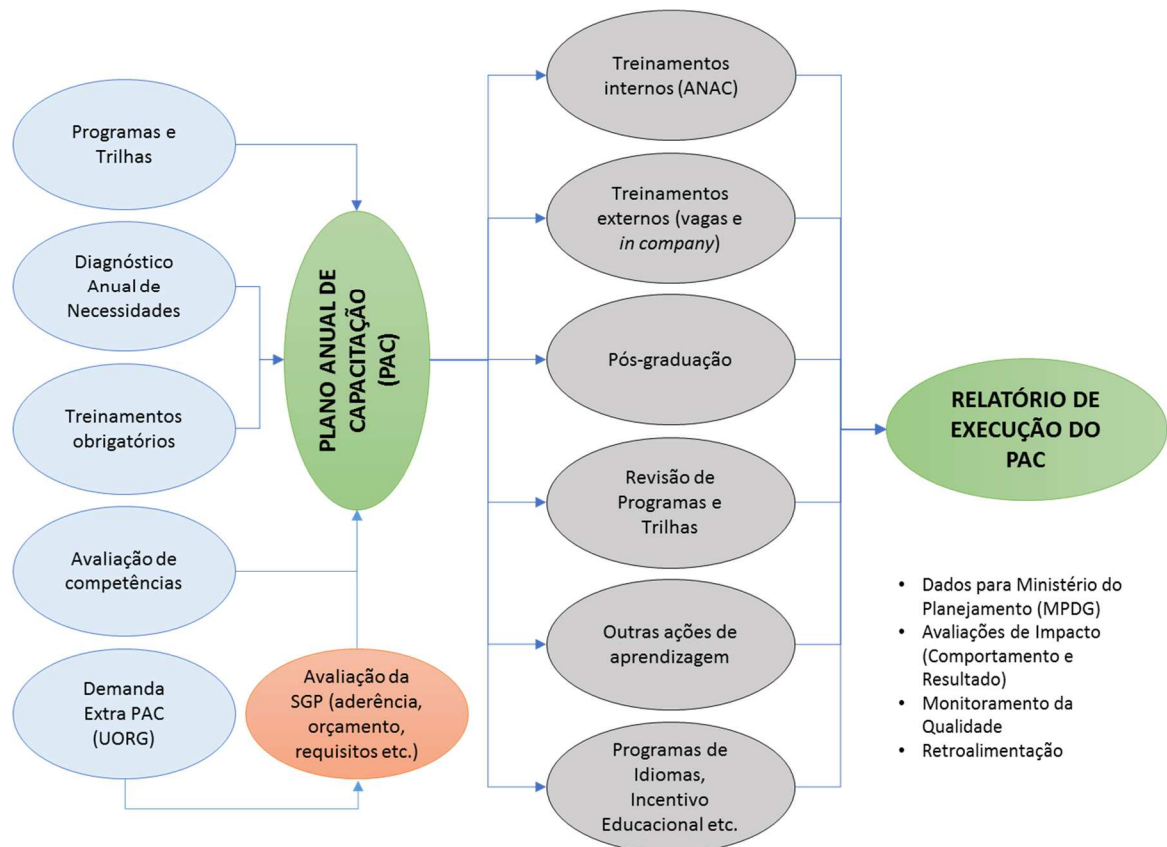 Programas e
Trilhas
Diagnóstico
Anual de
Necessidades
Treinamentos
obrigatórios
Avaliação de
competências
Demanda
Extra PAC
(UORG)
Avaliação da
SGP (aderência,
orçamento,
requisitos etc.)
PLANO ANUAL DE
CAPACITAÇÃO
(PAC)
Treinamentos
internos (ANAC)
Treinamentos
externos (vagas e
in company)
Pós-graduação
Revisão de
Programas e
Trilhas
Outras ações de
aprendizagem
Programas de
Idiomas,
Incentivo
Educacional etc.
RELATÓRIO DE
EXECUÇÃO DO
PAC
• Dados para Ministério do
Planejamento (MPDG)
• Avaliações de Impacto
(Comportamento e
Resultado)
• Monitoramento da
Qualidade
• Retroalimentação